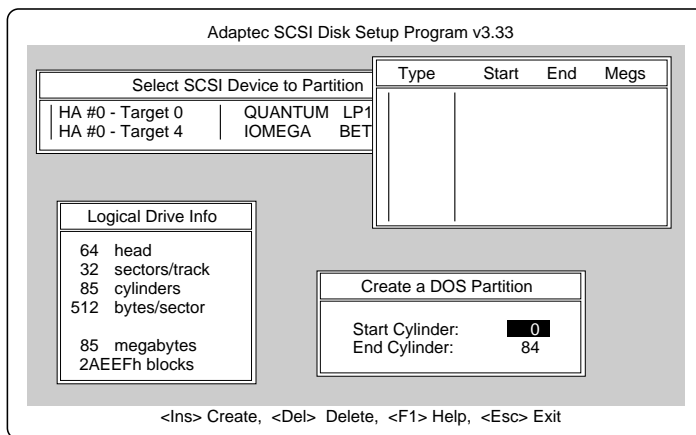 Adaptec SCSI Disk Setup Program v3.33
Select SCSI Device to Partition
HA #0 - Target 0 QUANTUM LP1
HA #0 - Target 4 IOMEGA BET
Type Start End Megs
Logical Drive Info
64 head
32 sectors/track
85 cylinders
512 bytes/sector
85 megabytes
2AEEFh blocks
Create a DOS Partition
Start Cylinder: 0
End Cylinder: 84
<Ins> Create, <Del> Delete, <F1> Help, <Esc> Exit